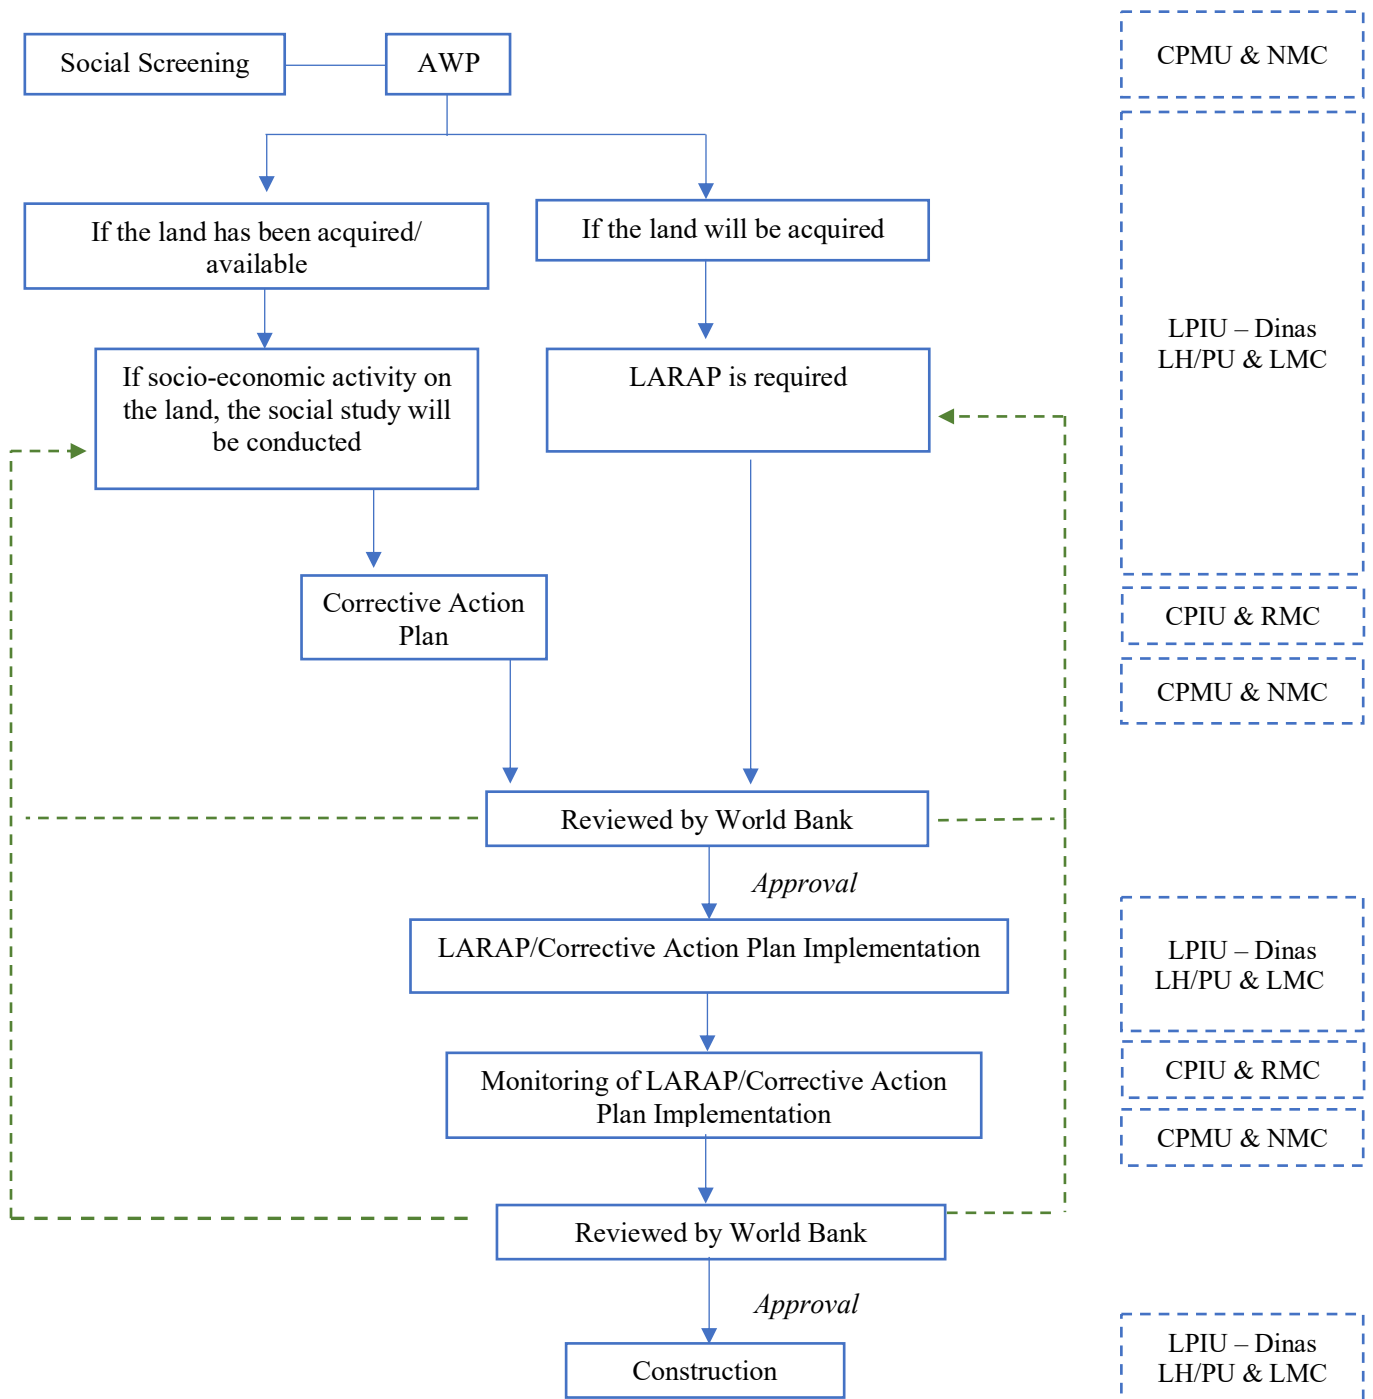 Social Screening
AWP
CPMU & NMC
If the land has been acquired/
available
If the land will be acquired
LPIU – Dinas
LH/PU & LMC
If socio-economic activity on
the land, the social study will
be conducted
LARAP is required
Corrective Action
Plan
CPIU & RMC
CPMU & NMC
Reviewed by World Bank
Approval
LARAP/Corrective Action Plan Implementation
LPIU – Dinas
LH/PU & LMC
Monitoring of LARAP/Corrective Action
Plan Implementation
CPIU & RMC
CPMU & NMC
Reviewed by World Bank
Approval
Construction
LPIU – Dinas
LH/PU & LMC